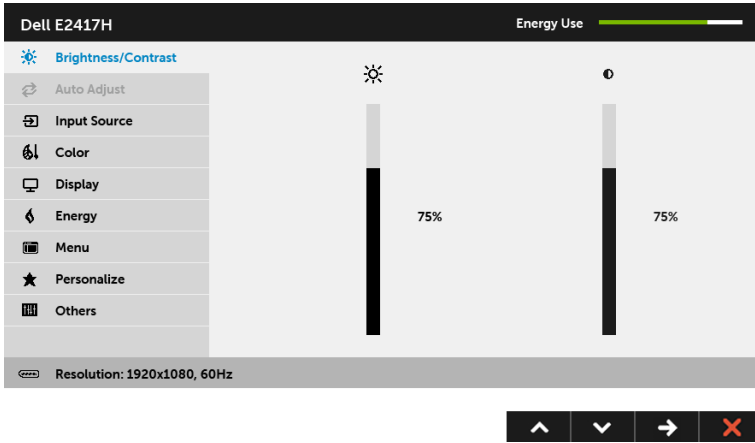 Dell E2417H
Energy Use
Brightness/Contrast
Auto Adjust
Input Source
Color
Display
Energy
Menu
Personalize
Others
75%
75%
Resolution: 1920x1080, 60Hz